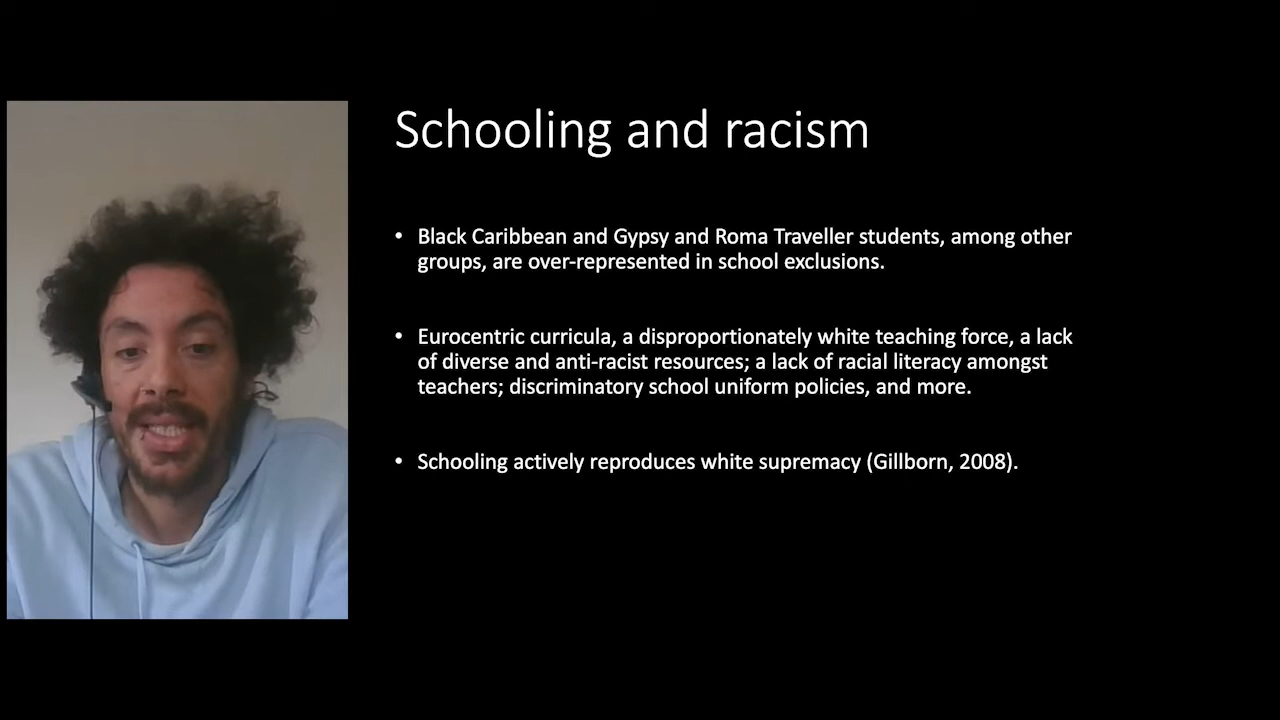 Schooling and racism
• Black Caribbean and Gypsy and Roma Traveller students, among other
groups, are over-represented in school exclusions.
• Eurocentric curricula, a disproportionately white teaching force, a lack
of diverse and anti-racist resources; a lack of racial literacy amongst
teachers; discriminatory school uniform policies, and more.
• Schooling actively reproduces white supremacy (Gillborn, 2008).